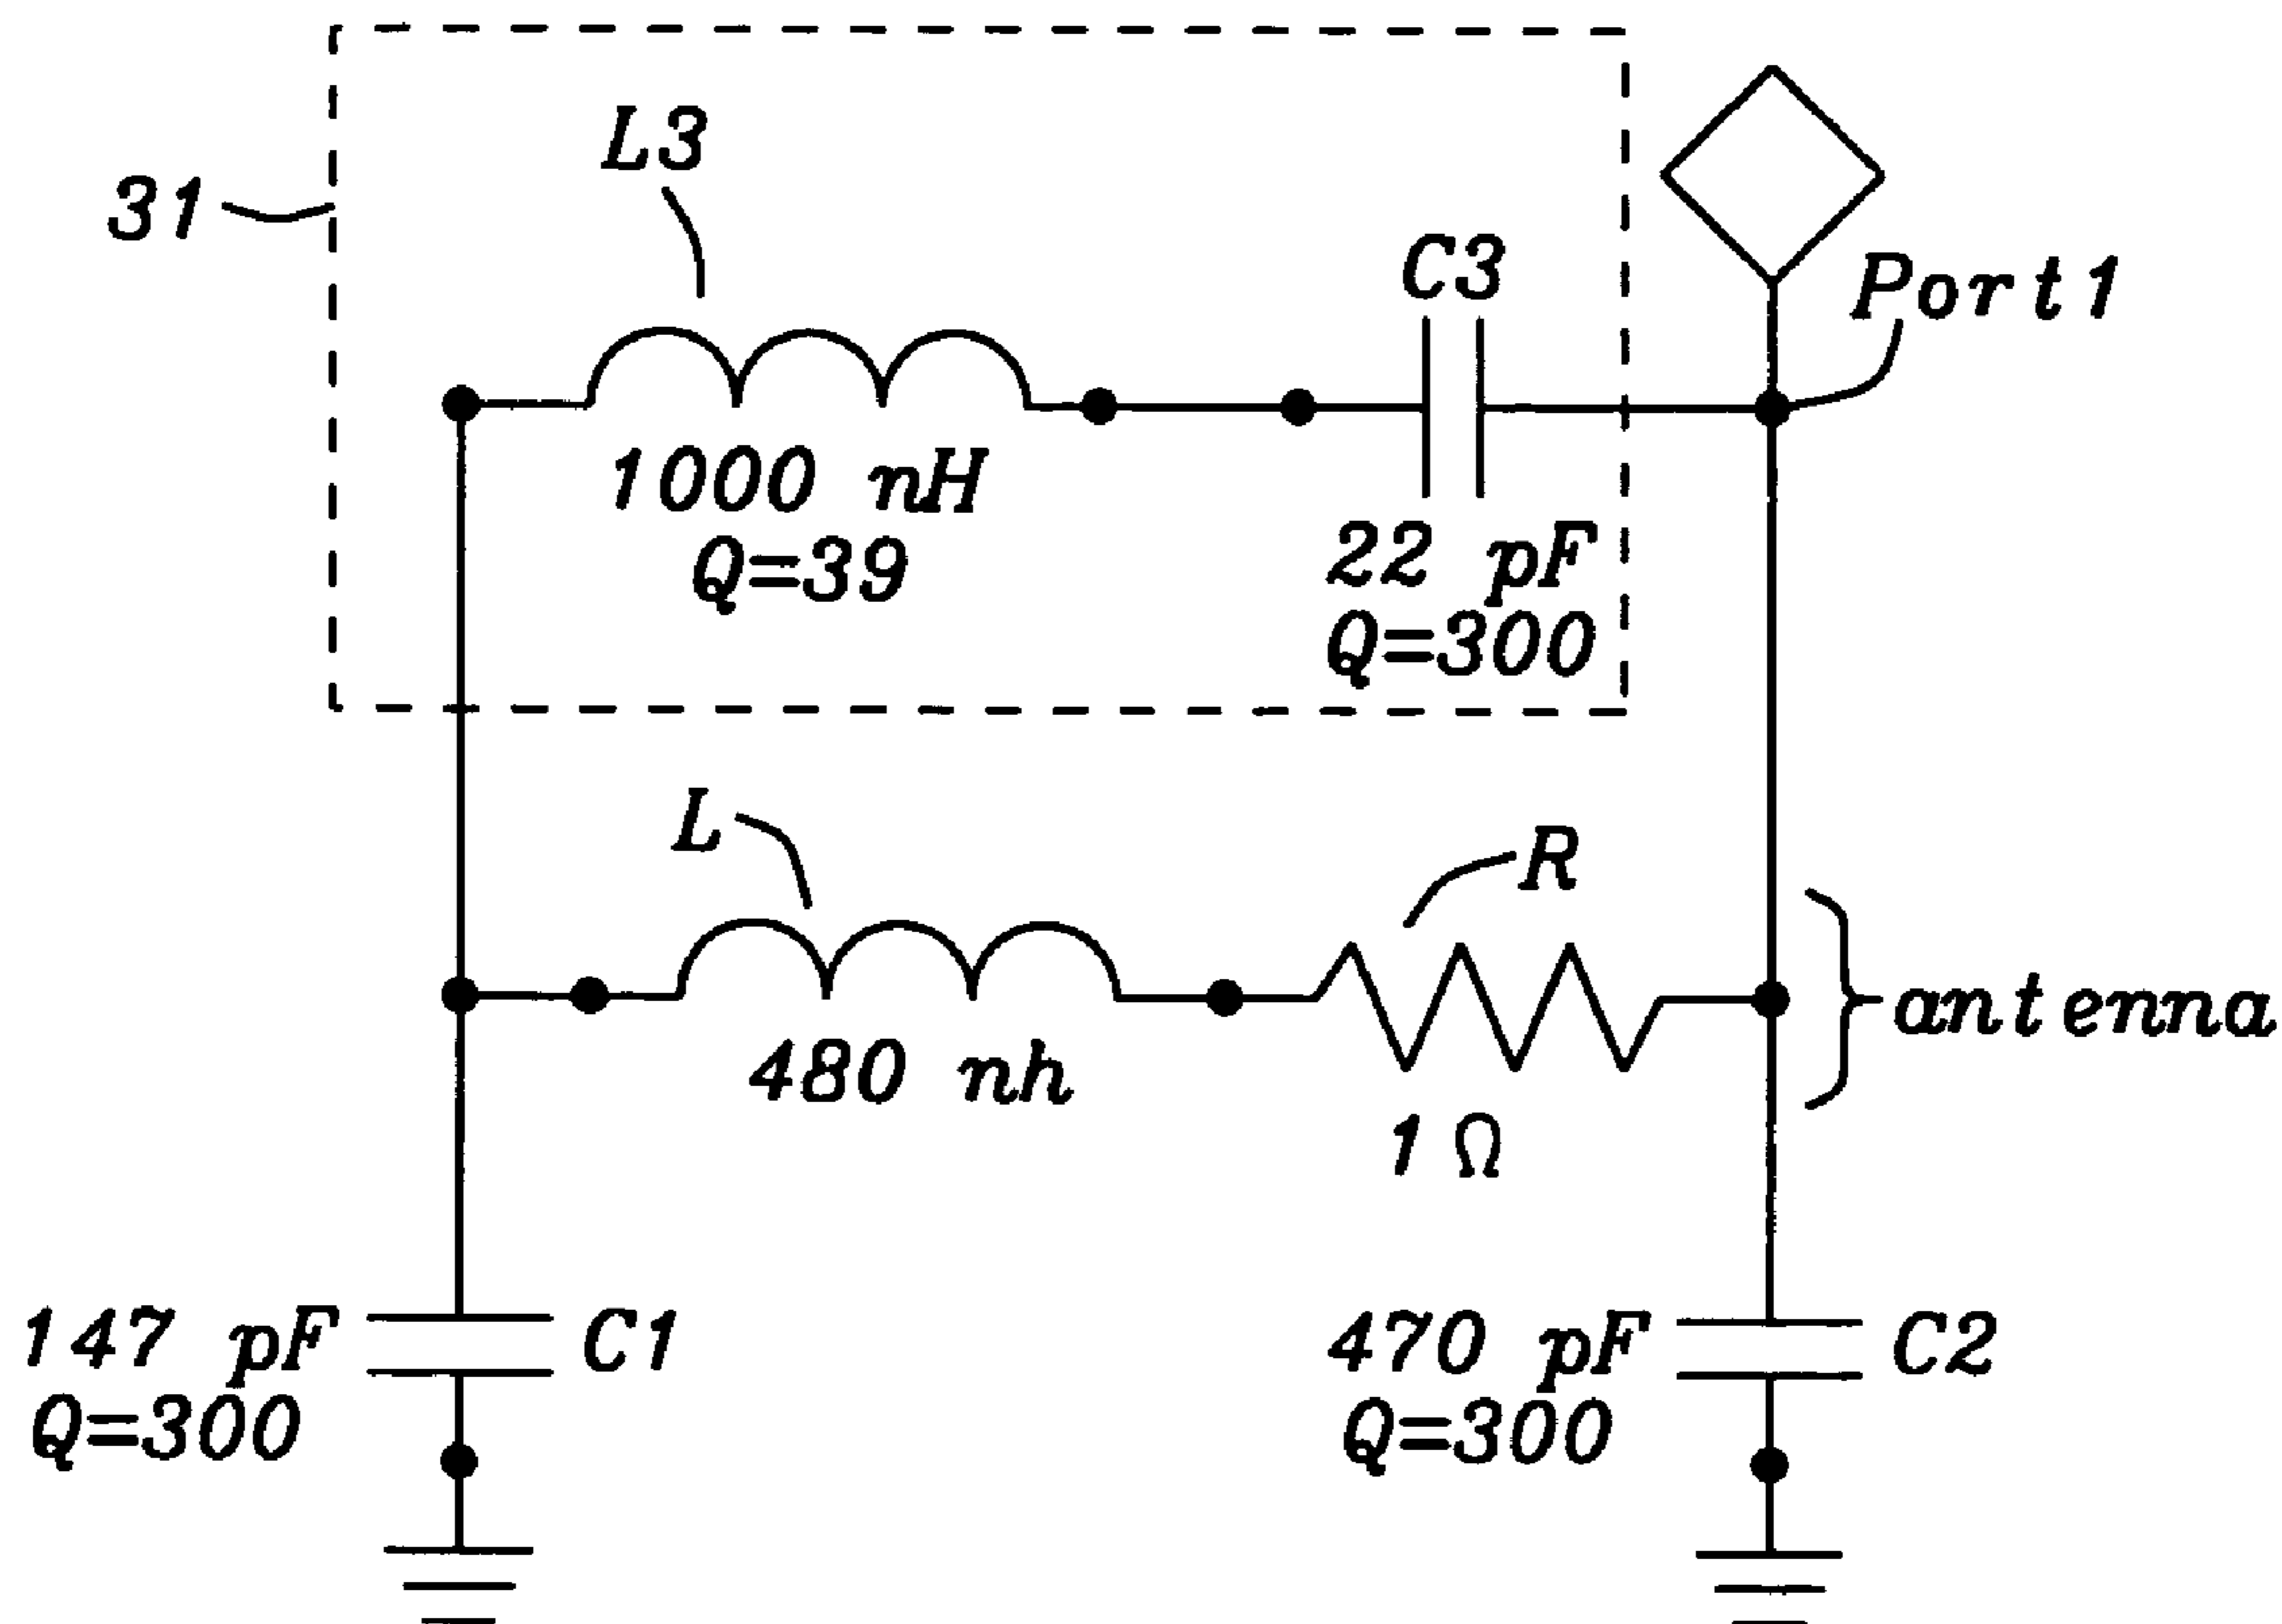 L3
31
C3
Port1
1000 nH
Q=39
22 pF
Q=300
L
R
480 nh
antenna
1 Ω
147 pF
Q=300
C1
470 pF
Q=300
C2